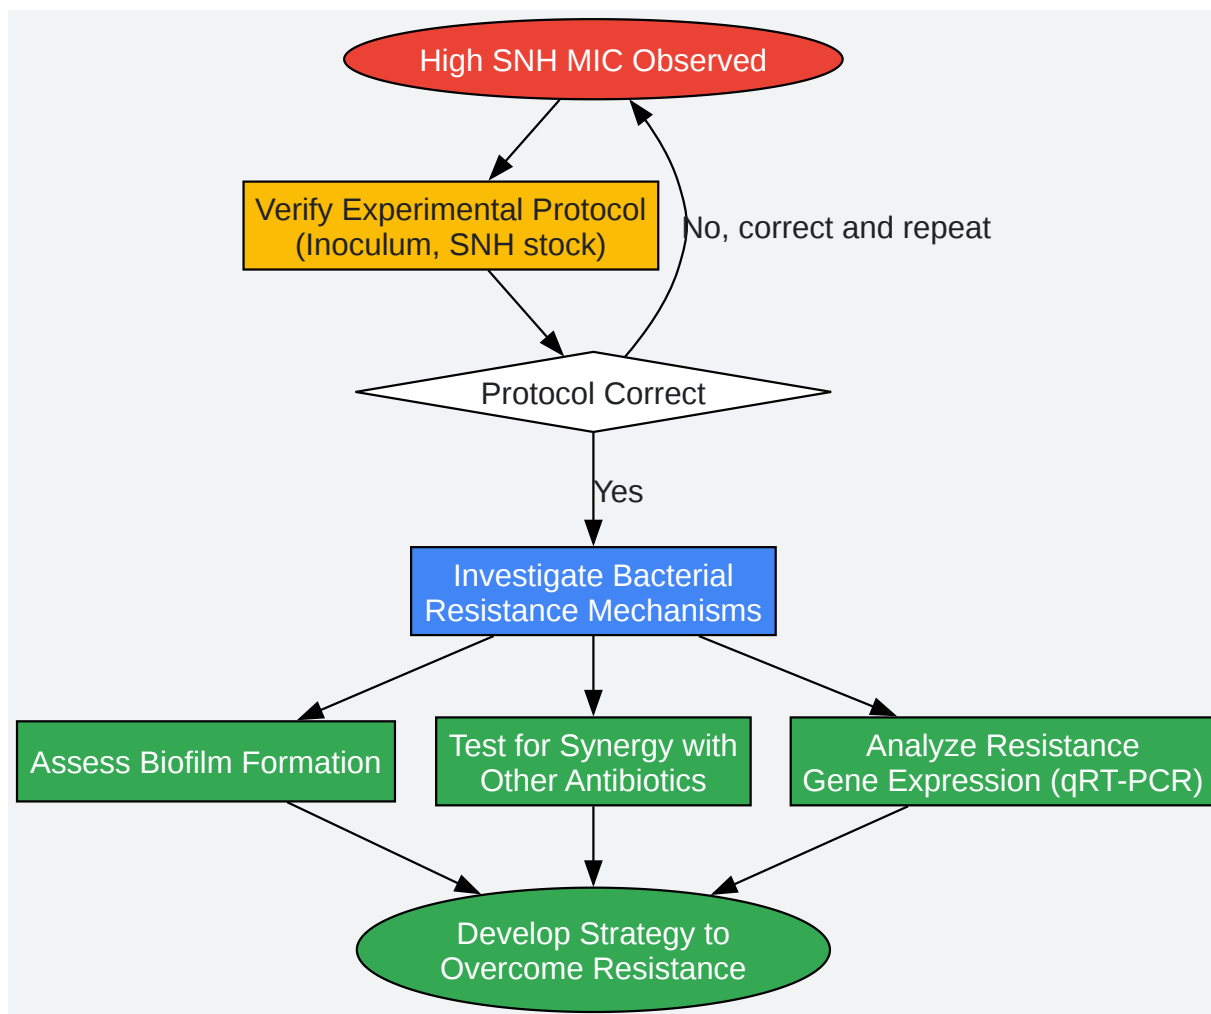 High SNH MIC Observed
Verify Experimental Protocol
(Inoculum, SNH stock)
No, correct and repeat
Protocol Correct
Yes
Investigate Bacterial
Resistance Mechanisms
Assess Biofilm Formation
Test for Synergy with
Other Antibiotics
Analyze Resistance
Gene Expression (qRT-PCR)
Develop Strategy to
Overcome Resistance